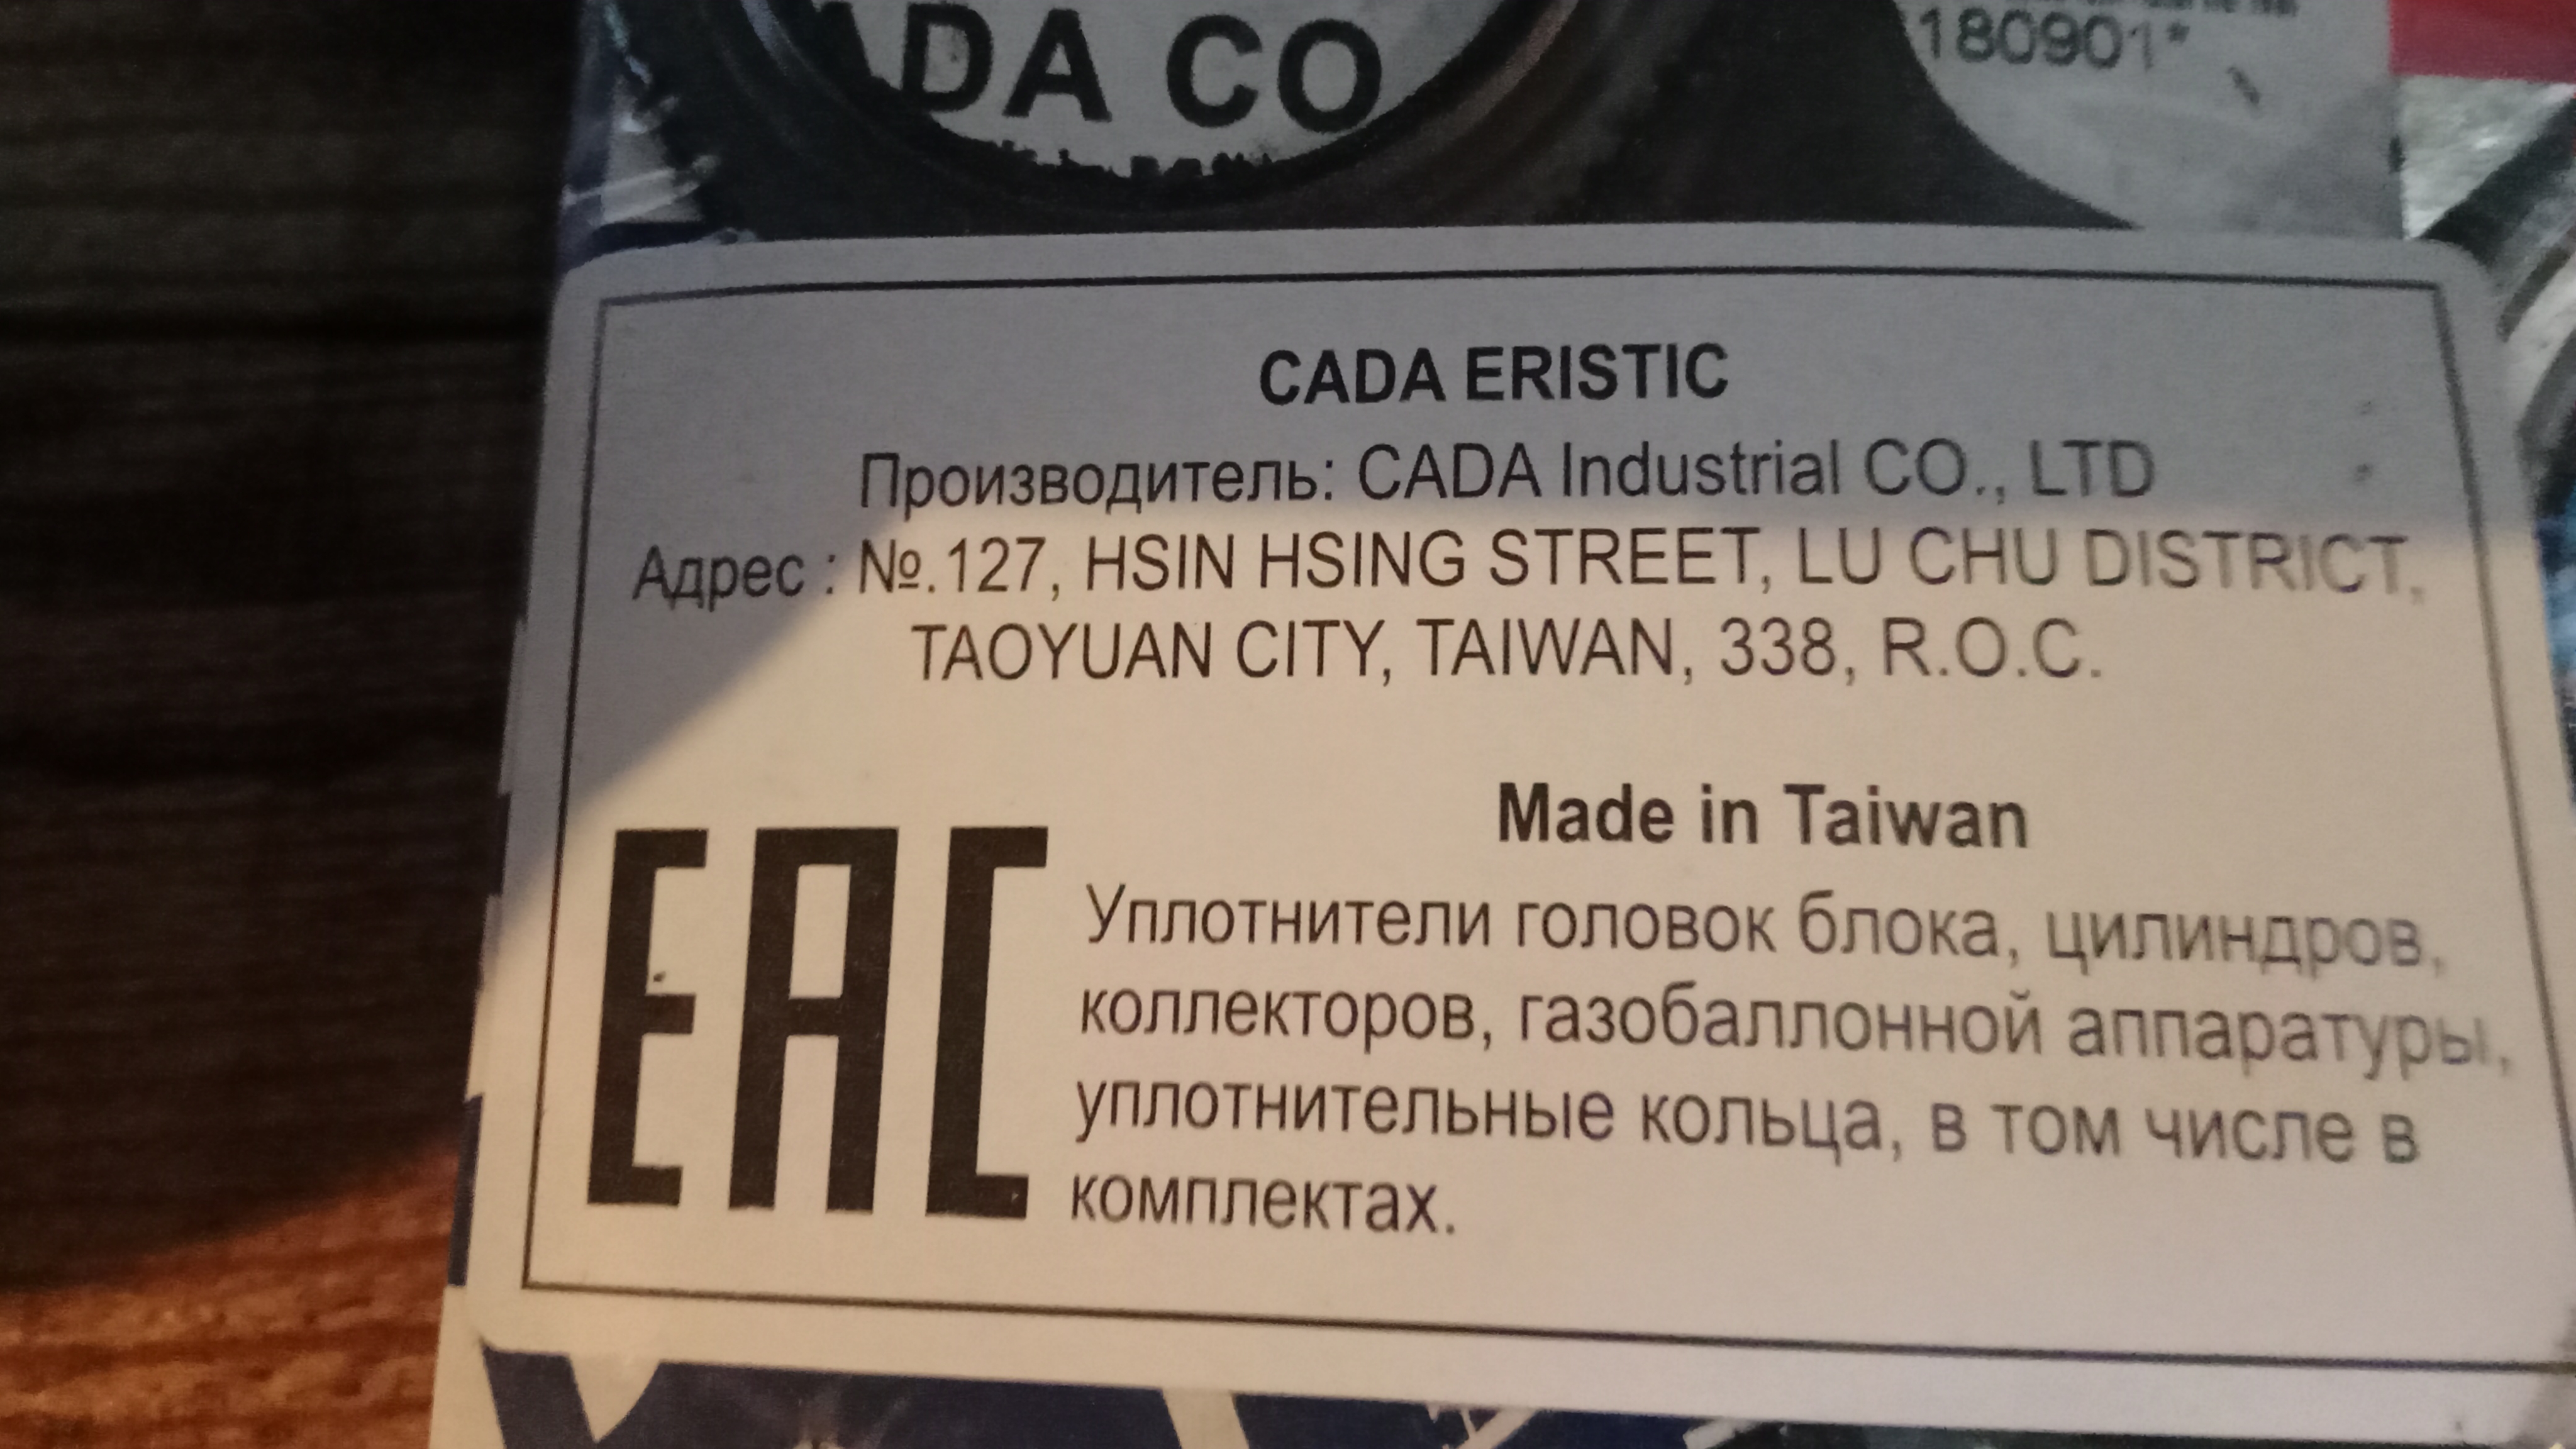 DA CO
180901*
CADA ERISTIC
Производитель: CADA Industrial CO., LTD
Адрес : №.127, HSIN HSING STREET, LU CHU DISTRICT,
TAOYUAN CITY, TAIWAN, 338, R.O.C.
Made in Taiwan
EAC
Уплотнители головок блока, цилиндров,
коллекторов, газобаллонной аппаратуры,
уплотнительные кольца, в том числе в
комплектах.